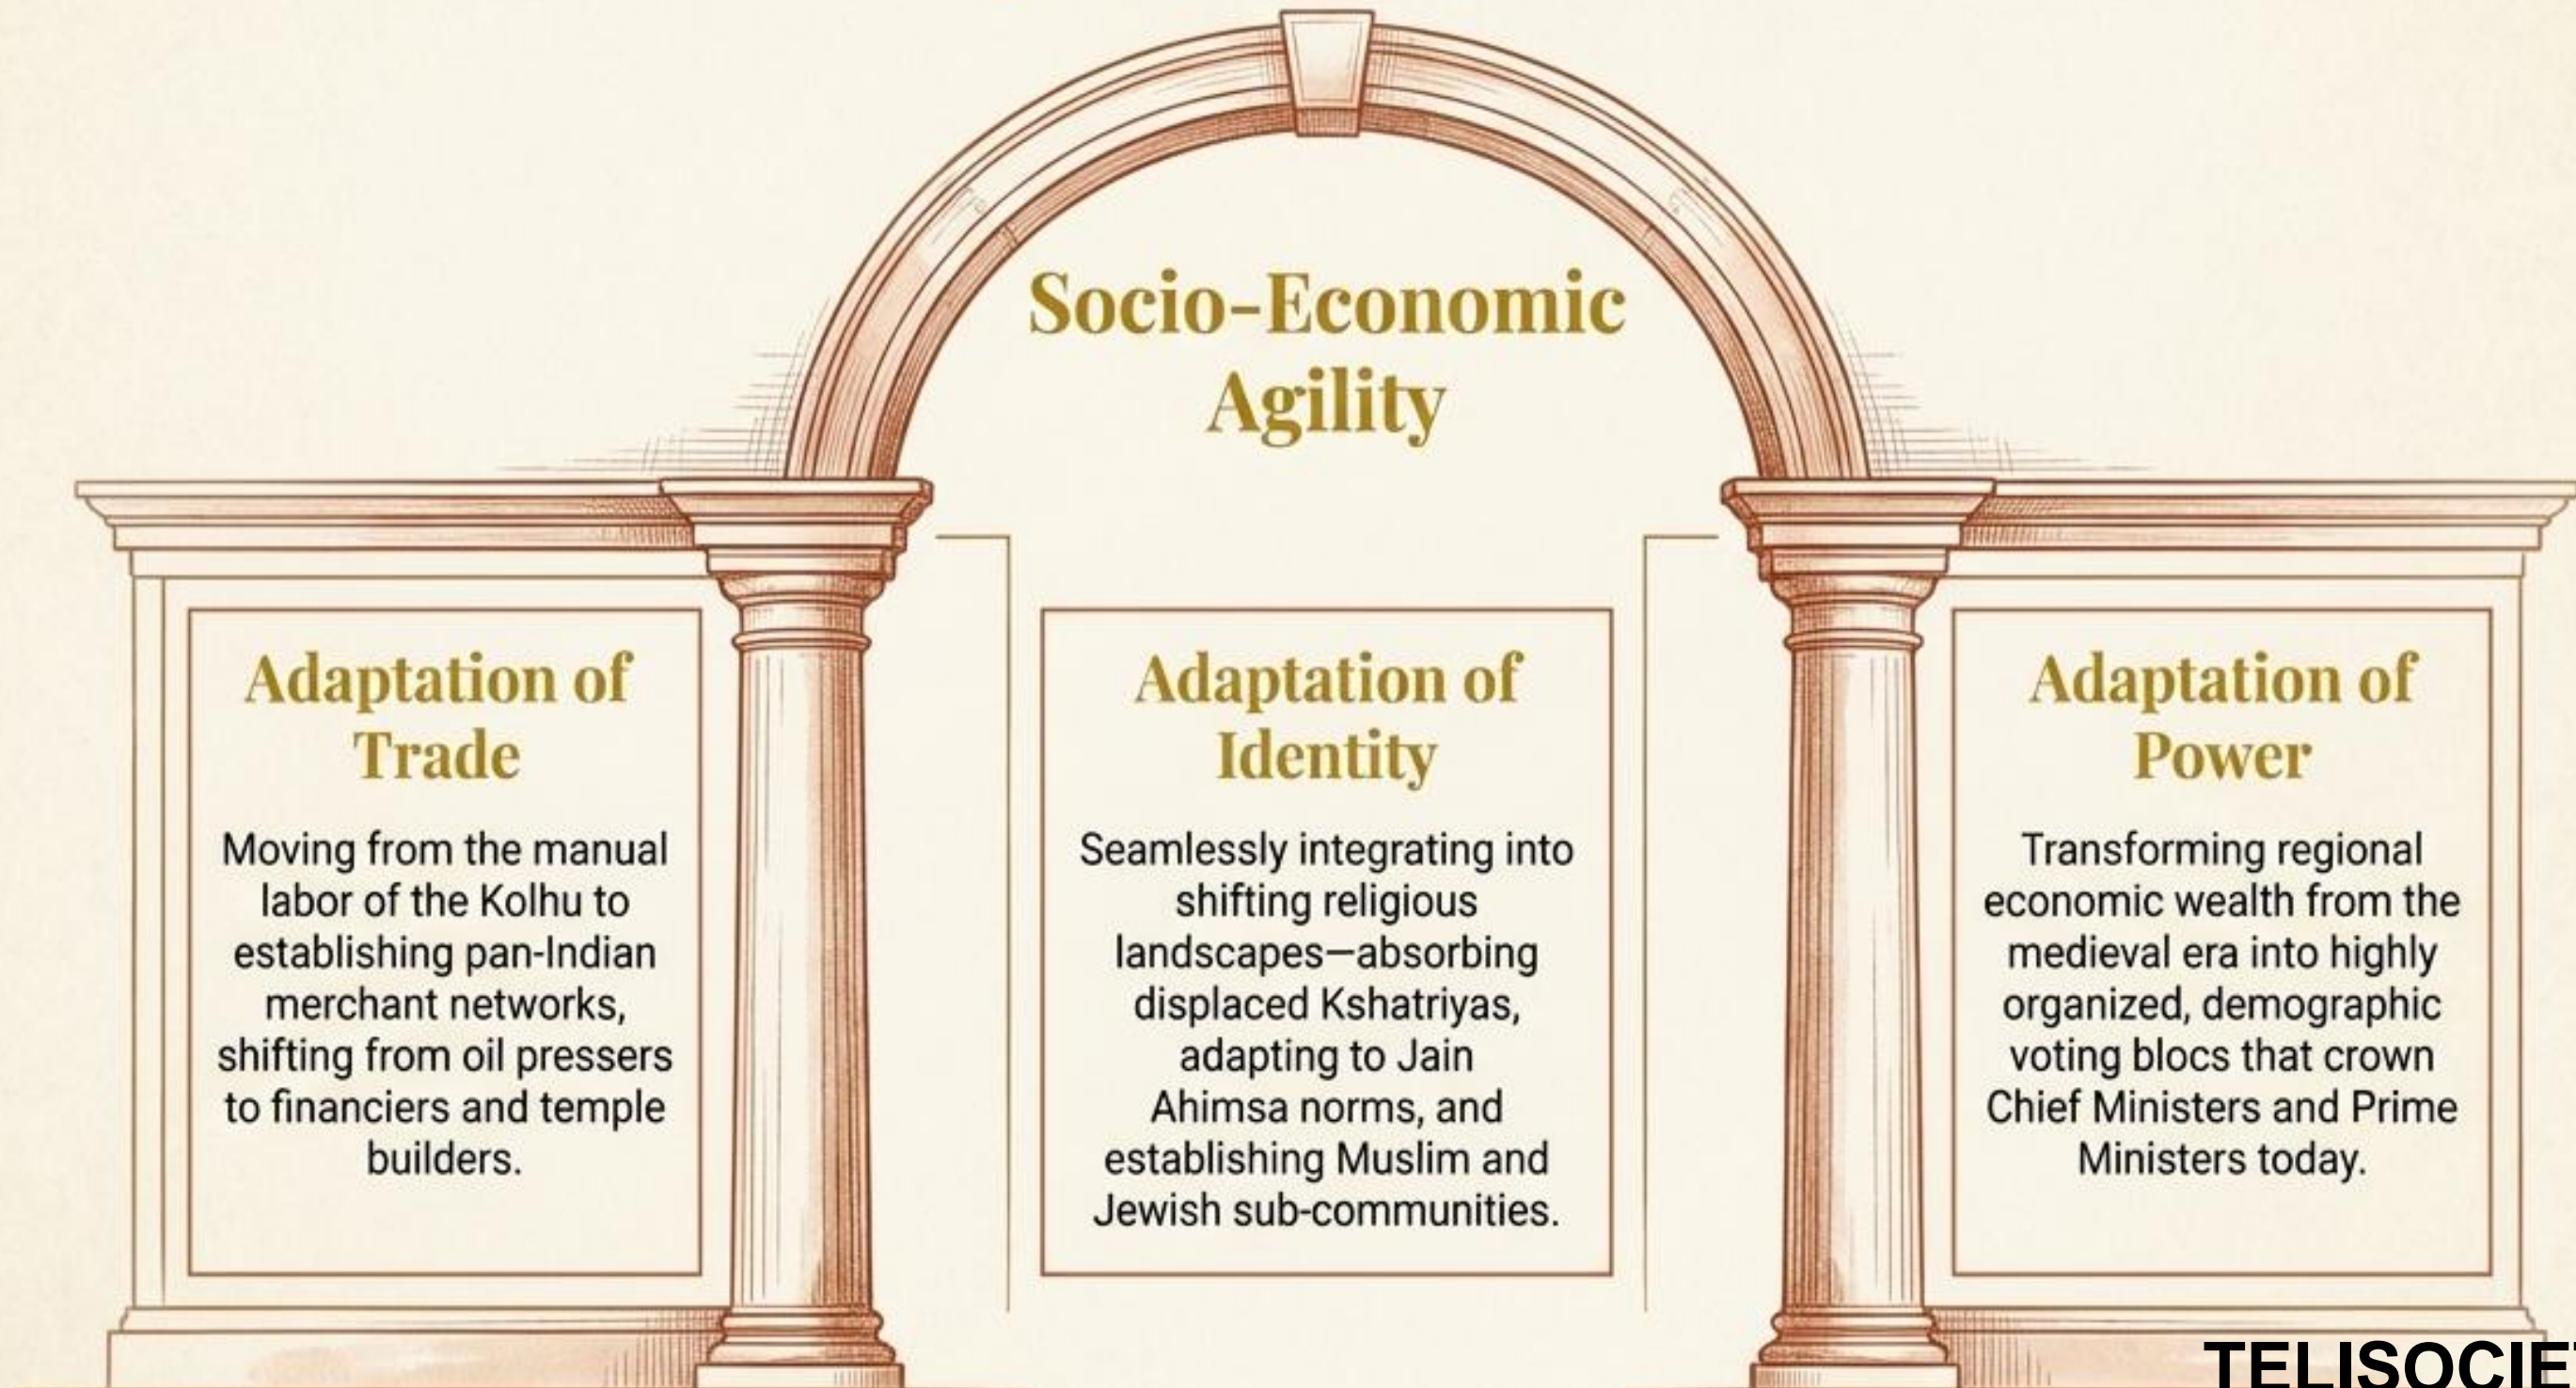 Socio-Economic
Agility
Adaptation of
Trade
Moving from the manual
labor of the Kolhu to
establishing pan-Indian
merchant networks,
shifting from oil pressers
to financiers and temple
builders.
Adaptation of
Identity
Seamlessly integrating into
shifting religious
landscapes—absorbing
displaced Kshatriyas,
adapting to Jain
Ahimsa norms, and
establishing Muslim and
Jewish sub-communities.
Adaptation of
Power
Transforming regional
economic wealth from the
medieval era into highly
organized, demographic
voting blocs that crown
Chief Ministers and Prime
Ministers today.